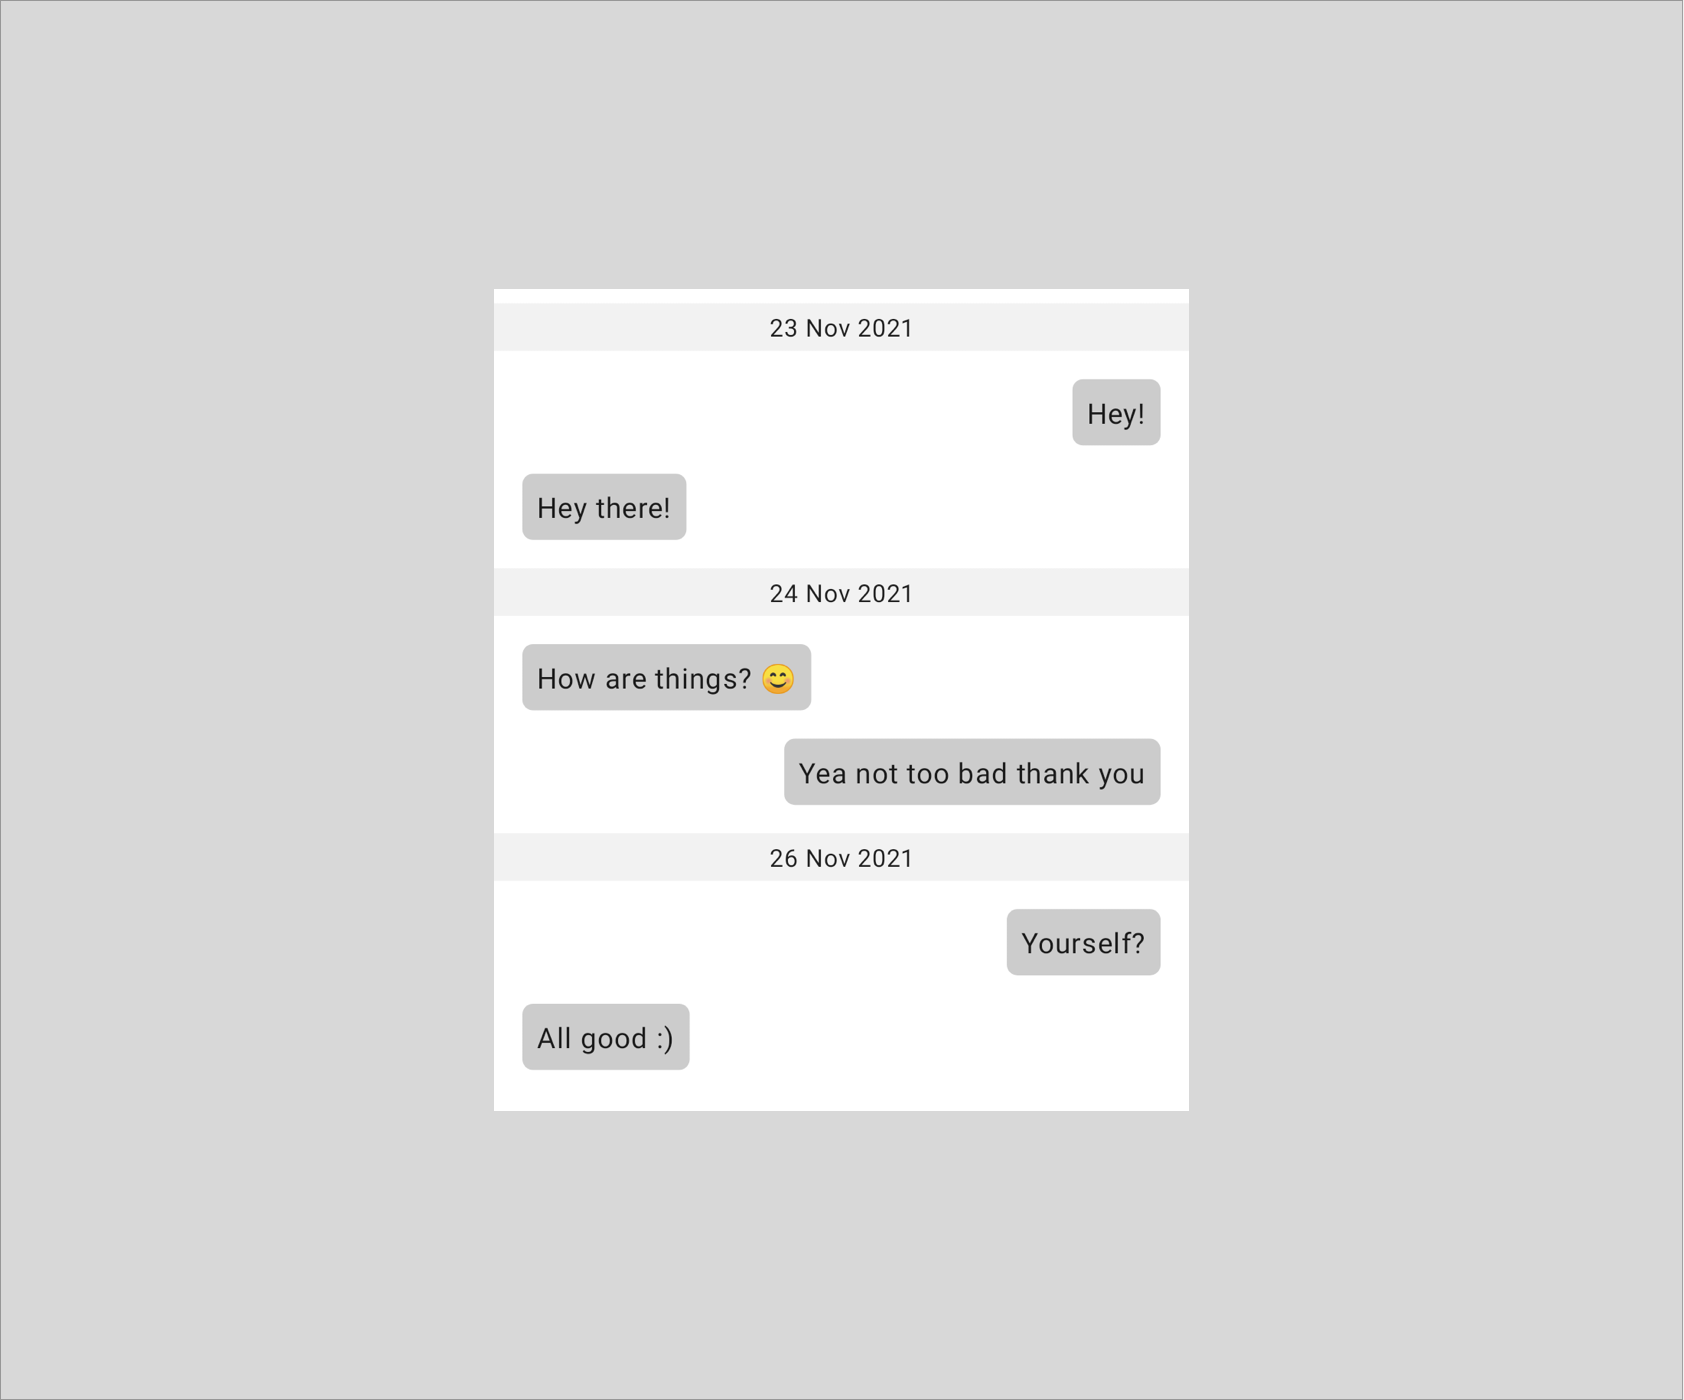 23 Nov 2021
Hey!
Hey there!
24 Nov 2021
How are things? 😊
Yea not too bad thank you
26 Nov 2021
Yourself?
All good :)